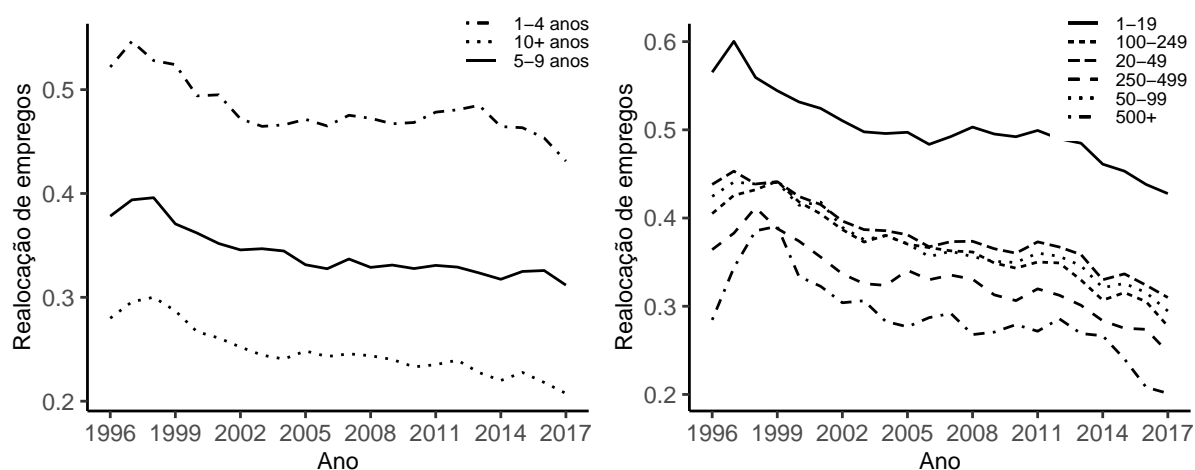 1−4 anos
10+ anos
5−9 anos
Realocação de empregos
0.5
0.4
0.3
0.2
1996 1999 2002 2005 2008 2011 2014 2017
Ano
1−19
100−249
20−49
250−499
50−99
500+
Realocação de empregos
0.6
0.5
0.4
0.3
0.2
1996 1999 2002 2005 2008 2011 2014 2017
Ano